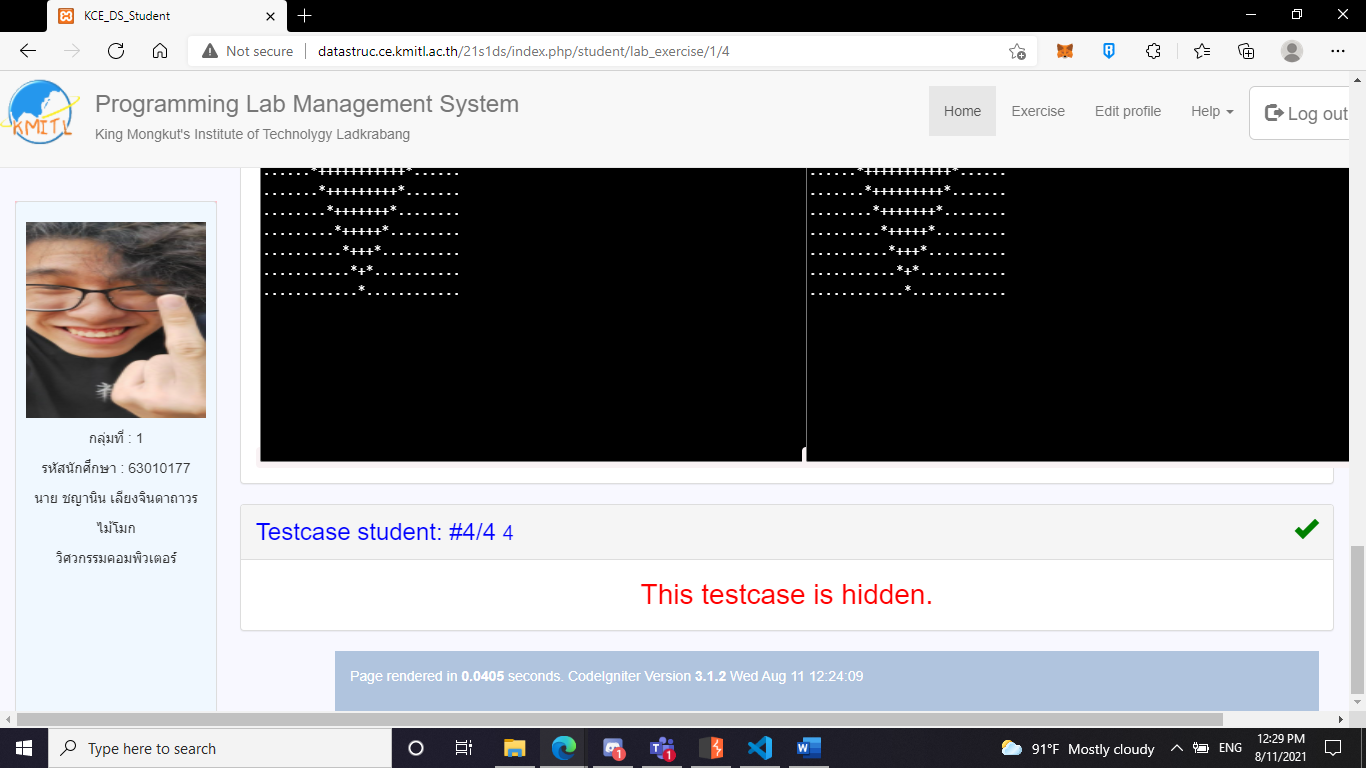 KCE_DS_Student
Not secure
datastruc.ce.kmitl.ac.th/21s1ds/index.php/student/lab_exercise/1/4
KMITL
Programming Lab Management System
King Mongkut's Institute of Technolygy Ladkrabang
Home
Exercise
Edit profile
Help
Log out
......*+++++++++++*......
......*+++++++++++*......
.......*+++++++++*.......
.......*+++++++++*.......
........*+++++++*........
........*+++++++*........
.........*+++++*.........
.........*+++++*.........
..........*+++*..........
..........*+++*..........
...........*+*...........
...........*+*...........
............*............
............*............
กลุ่มที่ : 1
รหัสนักศึกษา : 63010177
นาย ชญานิน เลียงจินดาถาวร
ไม้โมก
วิศวกรรมคอมพิวเตอร์
Testcase student: #4/4 4
This testcase is hidden.
Page rendered in 0.0405 seconds. CodeIgniter Version 3.1.2 Wed Aug 11 12:24:09
Type here to search
1
1
91°F Mostly cloudy
ENG
12:29 PM
8/11/2021